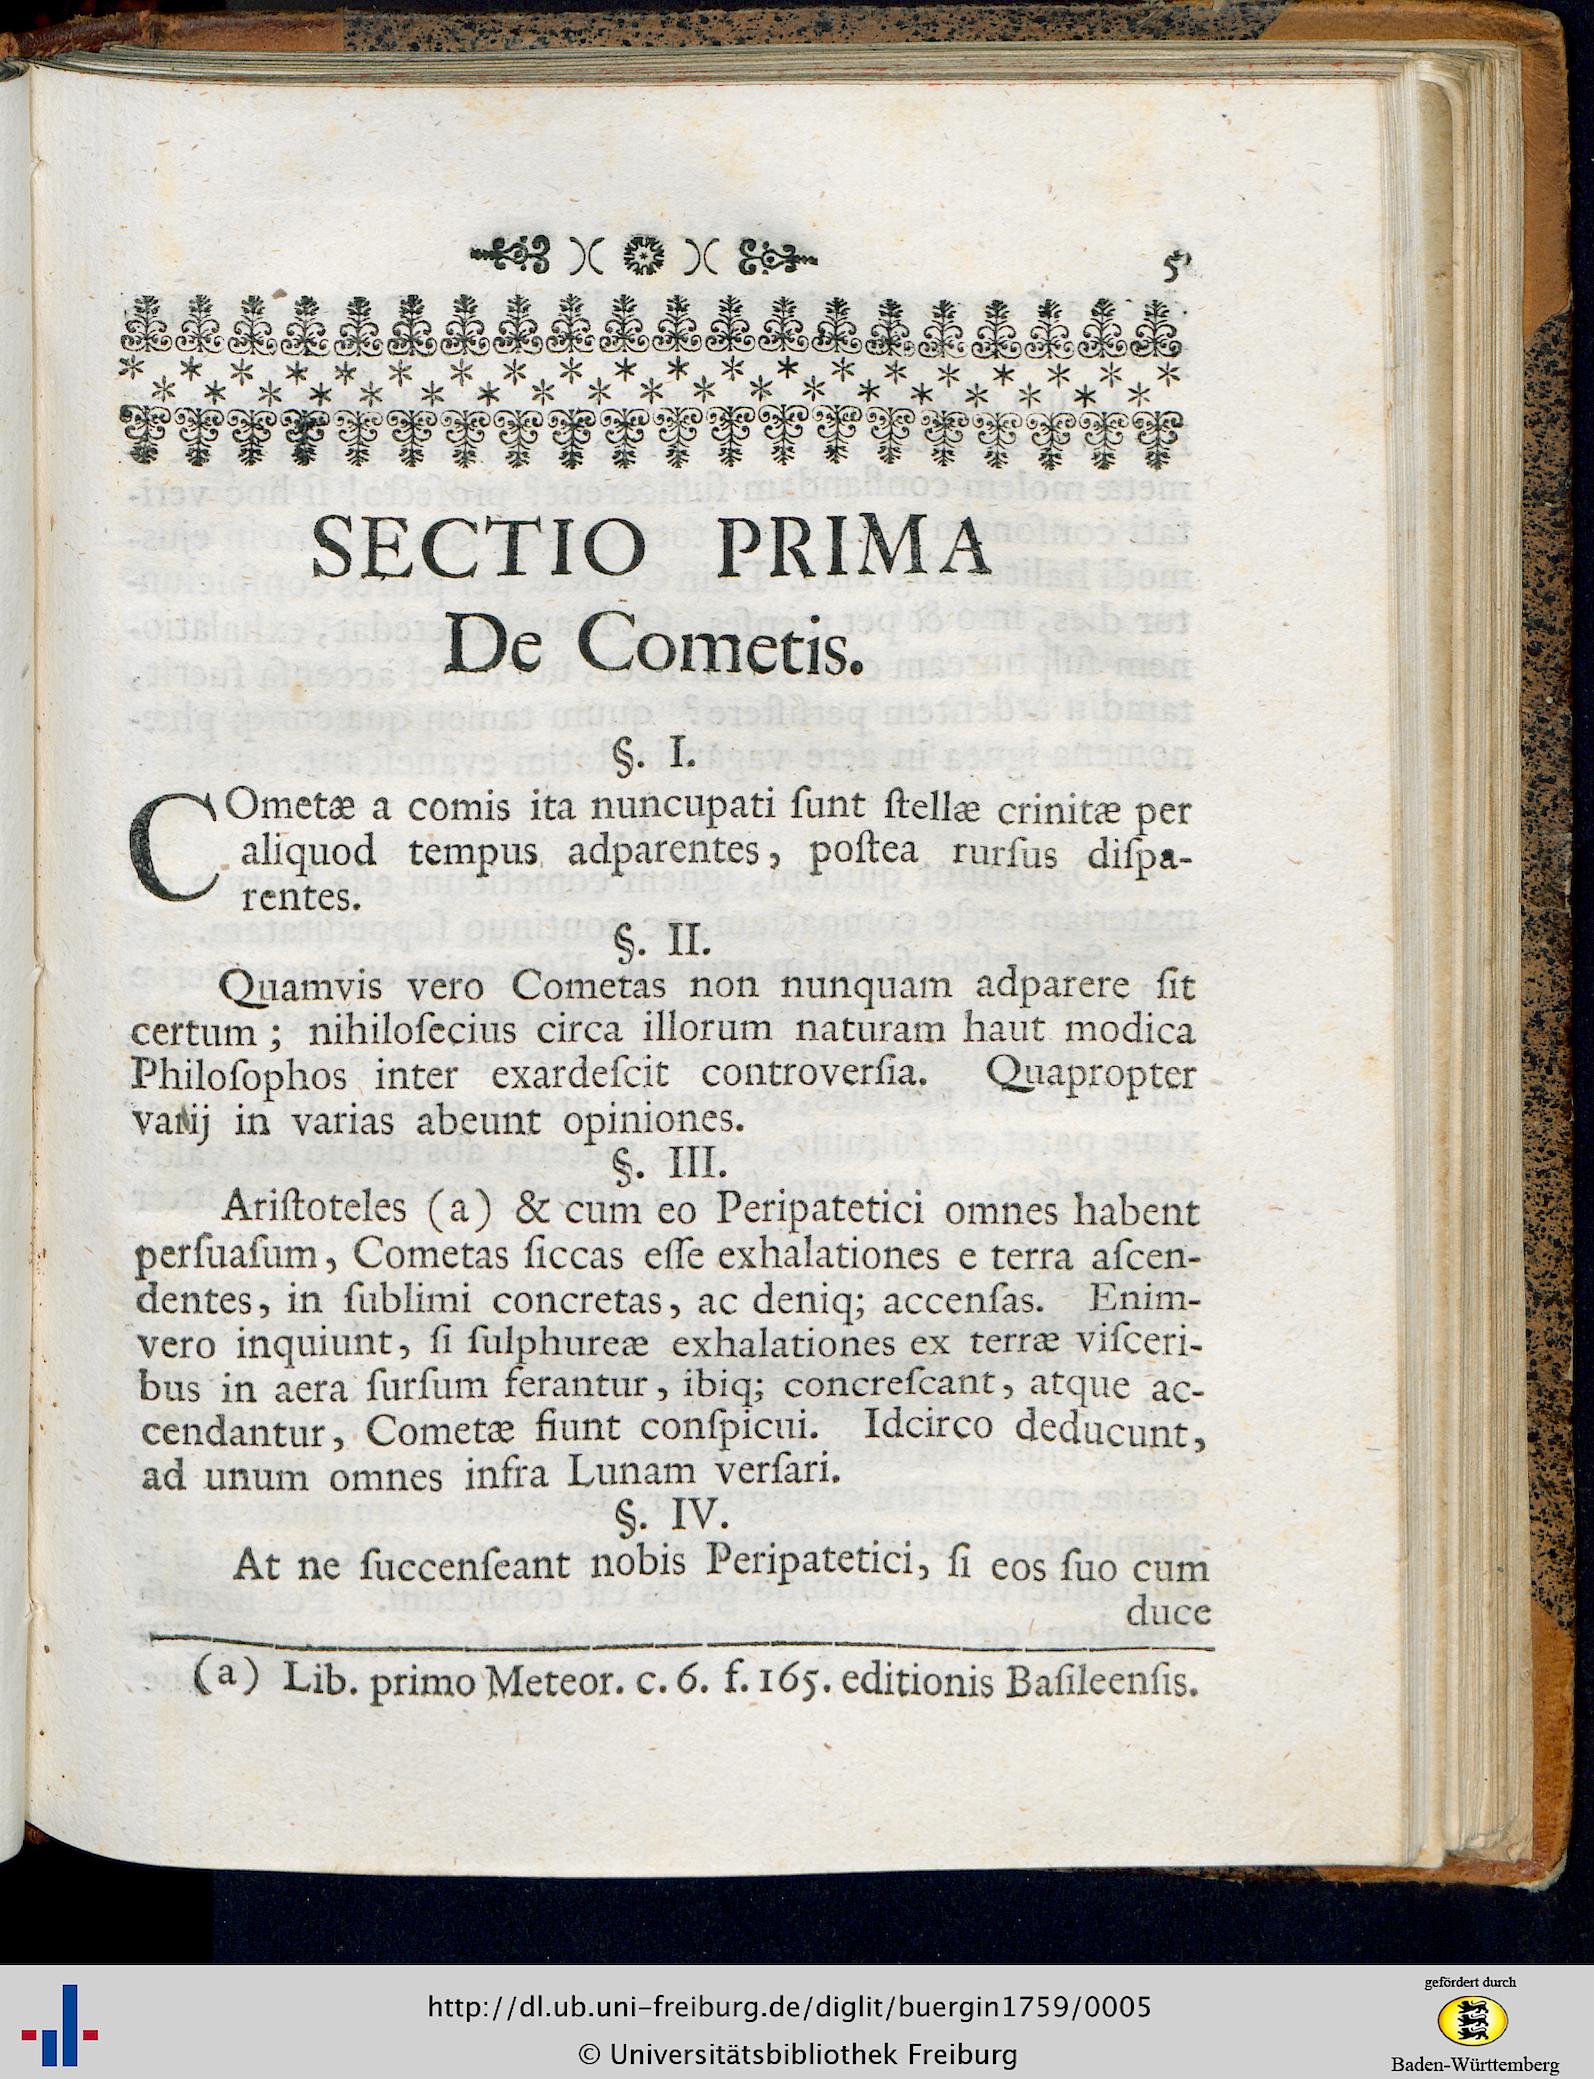 5
SECTIO PRIMA
De Cometis.
§. I.
COmetæ a comis ita nuncupati ſunt ſtellæ crinitæ per
aliquod tempus adparentes, poſtea rurſus diſpa-
rentes.
§. II.
Quamvis vero Cometas non nunquam adparere ſit
certum; nihiloſecius circa illorum naturam haut modica
Philoſophos inter exardeſcit controverſia. Quapropter
varij in varias abeunt opiniones.
§. III.
Ariſtoteles (a) & cum eo Peripatetici omnes habent
perſuaſum, Cometas ſiccas eſſe exhalationes e terra aſcen-
dentes, in ſublimi concretas, ac deniq; accenſas. Enim-
vero inquiunt, ſi ſulphureæ exhalationes ex terræ viſceri-
bus in aera ſurſum ferantur, ibiq; concreſcant, atque ac-
cendantur, Cometæ fiunt conſpicui. Idcirco deducunt,
ad unum omnes infra Lunam verſari.
§. IV.
At ne ſuccenſeant nobis Peripatetici, ſi eos ſuo cum
duce
(a) Lib. primo Meteor. c. 6. f. 165. editionis Baſileenſis.
http://dl.ub.uni-freiburg.de/diglit/buergin1759/0005
© Universitätsbibliothek Freiburg
gefördert durch
Baden-Württemberg